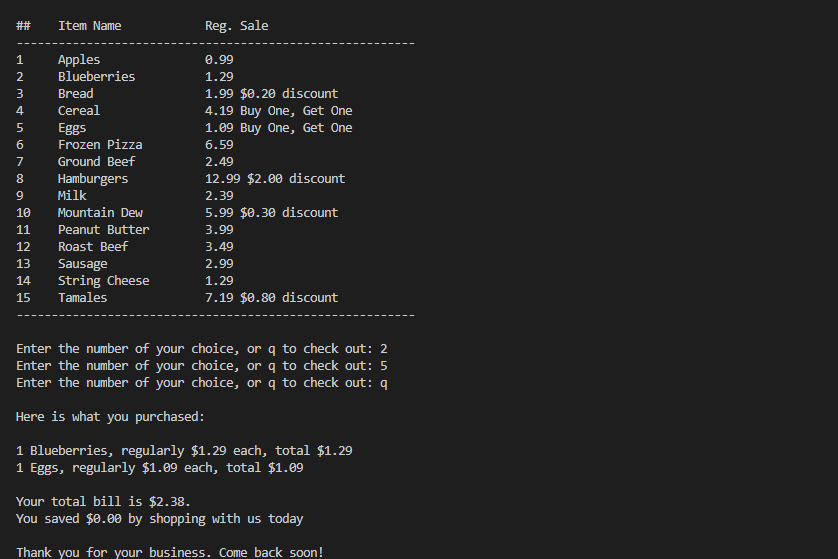 ## Item Name Reg. Sale
---------------------------------------------------------
1 Apples 0.99
2 Blueberries 1.29
3 Bread 1.99 $0.20 discount
4 Cereal 4.19 Buy One, Get One
5 Eggs 1.09 Buy One, Get One
6 Frozen Pizza 6.59
7 Ground Beef 2.49
8 Hamburgers 12.99 $2.00 discount
9 Milk 2.39
10 Mountain Dew 5.99 $0.30 discount
11 Peanut Butter 3.99
12 Roast Beef 3.49
13 Sausage 2.99
14 String Cheese 1.29
15 Tamales 7.19 $0.80 discount
---------------------------------------------------------
Enter the number of your choice, or q to check out: 2
Enter the number of your choice, or q to check out: 5
Enter the number of your choice, or q to check out: q
Here is what you purchased:
1 Blueberries, regularly $1.29 each, total $1.29
1 Eggs, regularly $1.09 each, total $1.09
Your total bill is $2.38.
You saved $0.00 by shopping with us today
Thank you for your business. Come back soon!